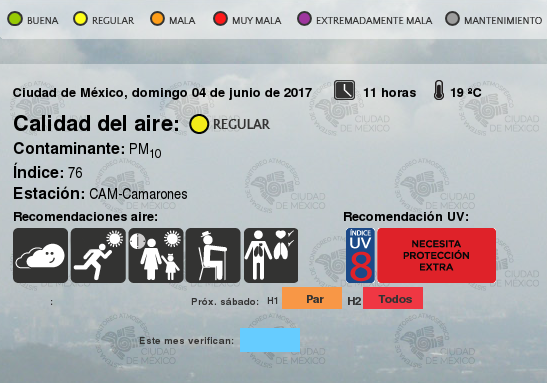 BUENA REGULAR MALA MUY MALA EXTREMADAMENTE MALA MANTENIMIENTO
Ciudad de México, domingo 04 de junio de 2017 11 horas 19 ºC
Calidad del aire: REGULAR
Contaminante: PM10
Índice: 76
Estación: CAM-Camarones
Recomendaciones aire: Recomendación UV:
ÍNDICE
UV
8
NECESITA
PROTECCIÓN
EXTRA
: Próx. sábado: H1 Par H2 Todos
Este mes verifican:
CIUDAD
DE MÉXICO